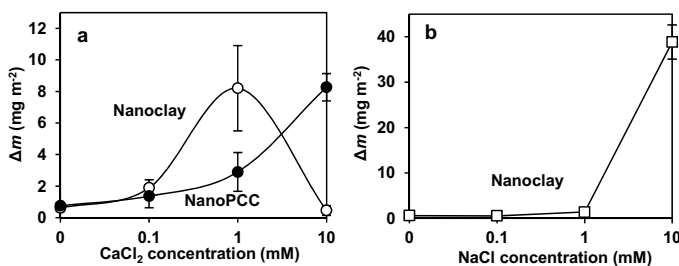 a
12
10
8
6
4
2
0
Δm (mg m⁻²)
Nanoclay
NanoPCC
0 0.1 1 10
CaCl₂ concentration (mM)
b
40
30
20
10
0
Δm (mg m⁻²)
Nanoclay
0 0.1 1 10
NaCl concentration (mM)